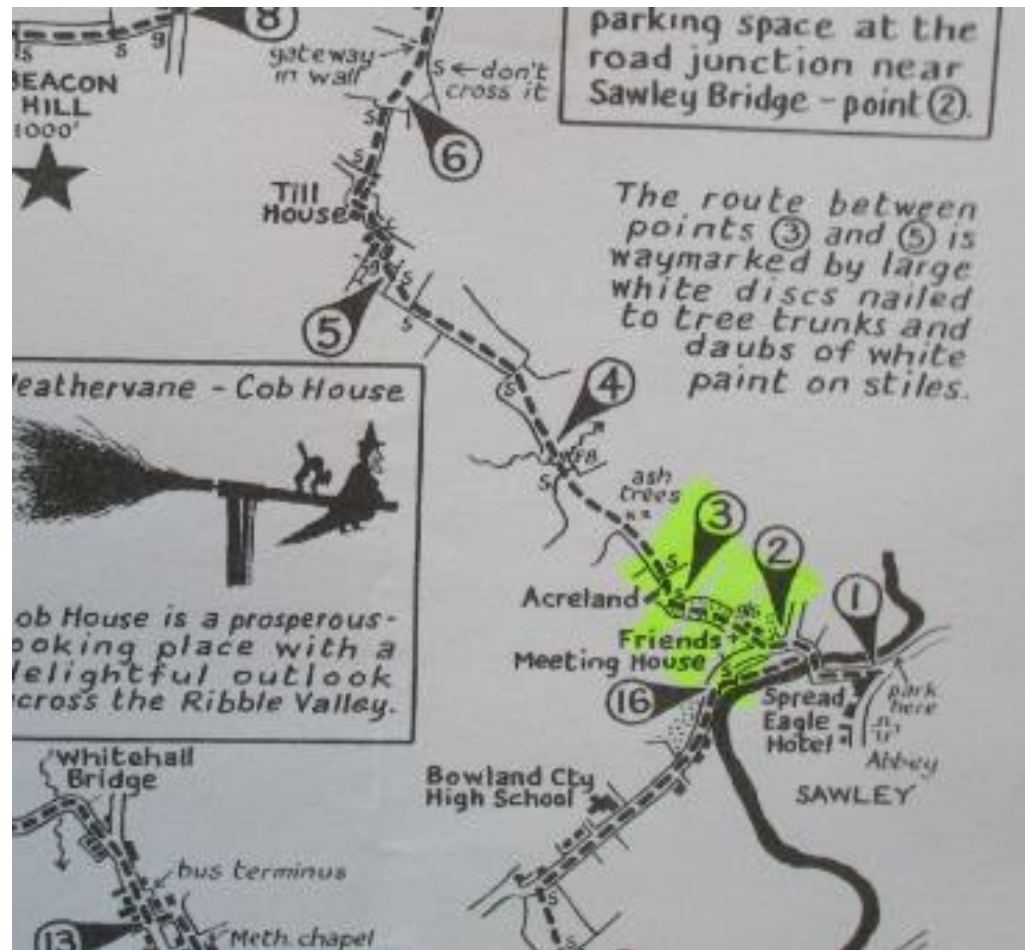 8
s
s
g
BEACON
HILL
1000'
gateway
in wall
s
don't
cross it
s
6
parking space at the
road junction near
Sawley Bridge - point 2.
Till
House
s
g
s
s
5
The route between
points 3 and 5 is
waymarked by large
white discs nailed
to tree trunks and
daubs of white
paint on stiles.
eathervane - Cob House
s
4
FB
s
ash
trees
3
s
s
2
1
Acreland
Friends
Meeting House
s
16
Spread
Eagle
Hotel
park
here
Abbey
SAWLEY
ob House is a prosperous-
ooking place with a
delightful outlook
cross the Ribble Valley.
Whitehall
Bridge
bus terminus
13
Meth. chapel
Bowland Cty
High School
s
s